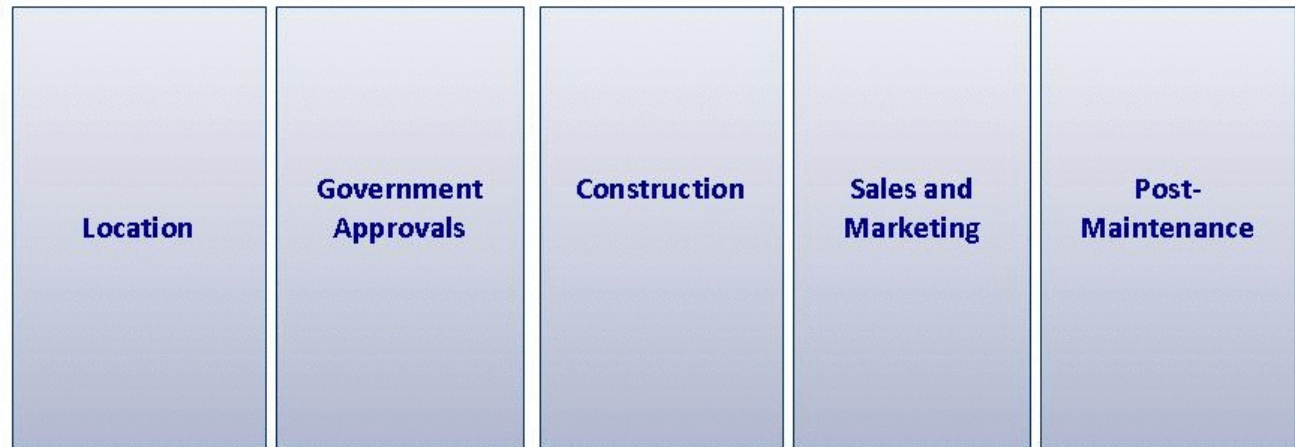 Location
Government
Approvals
Construction
Sales and
Marketing
Post-
Maintenance